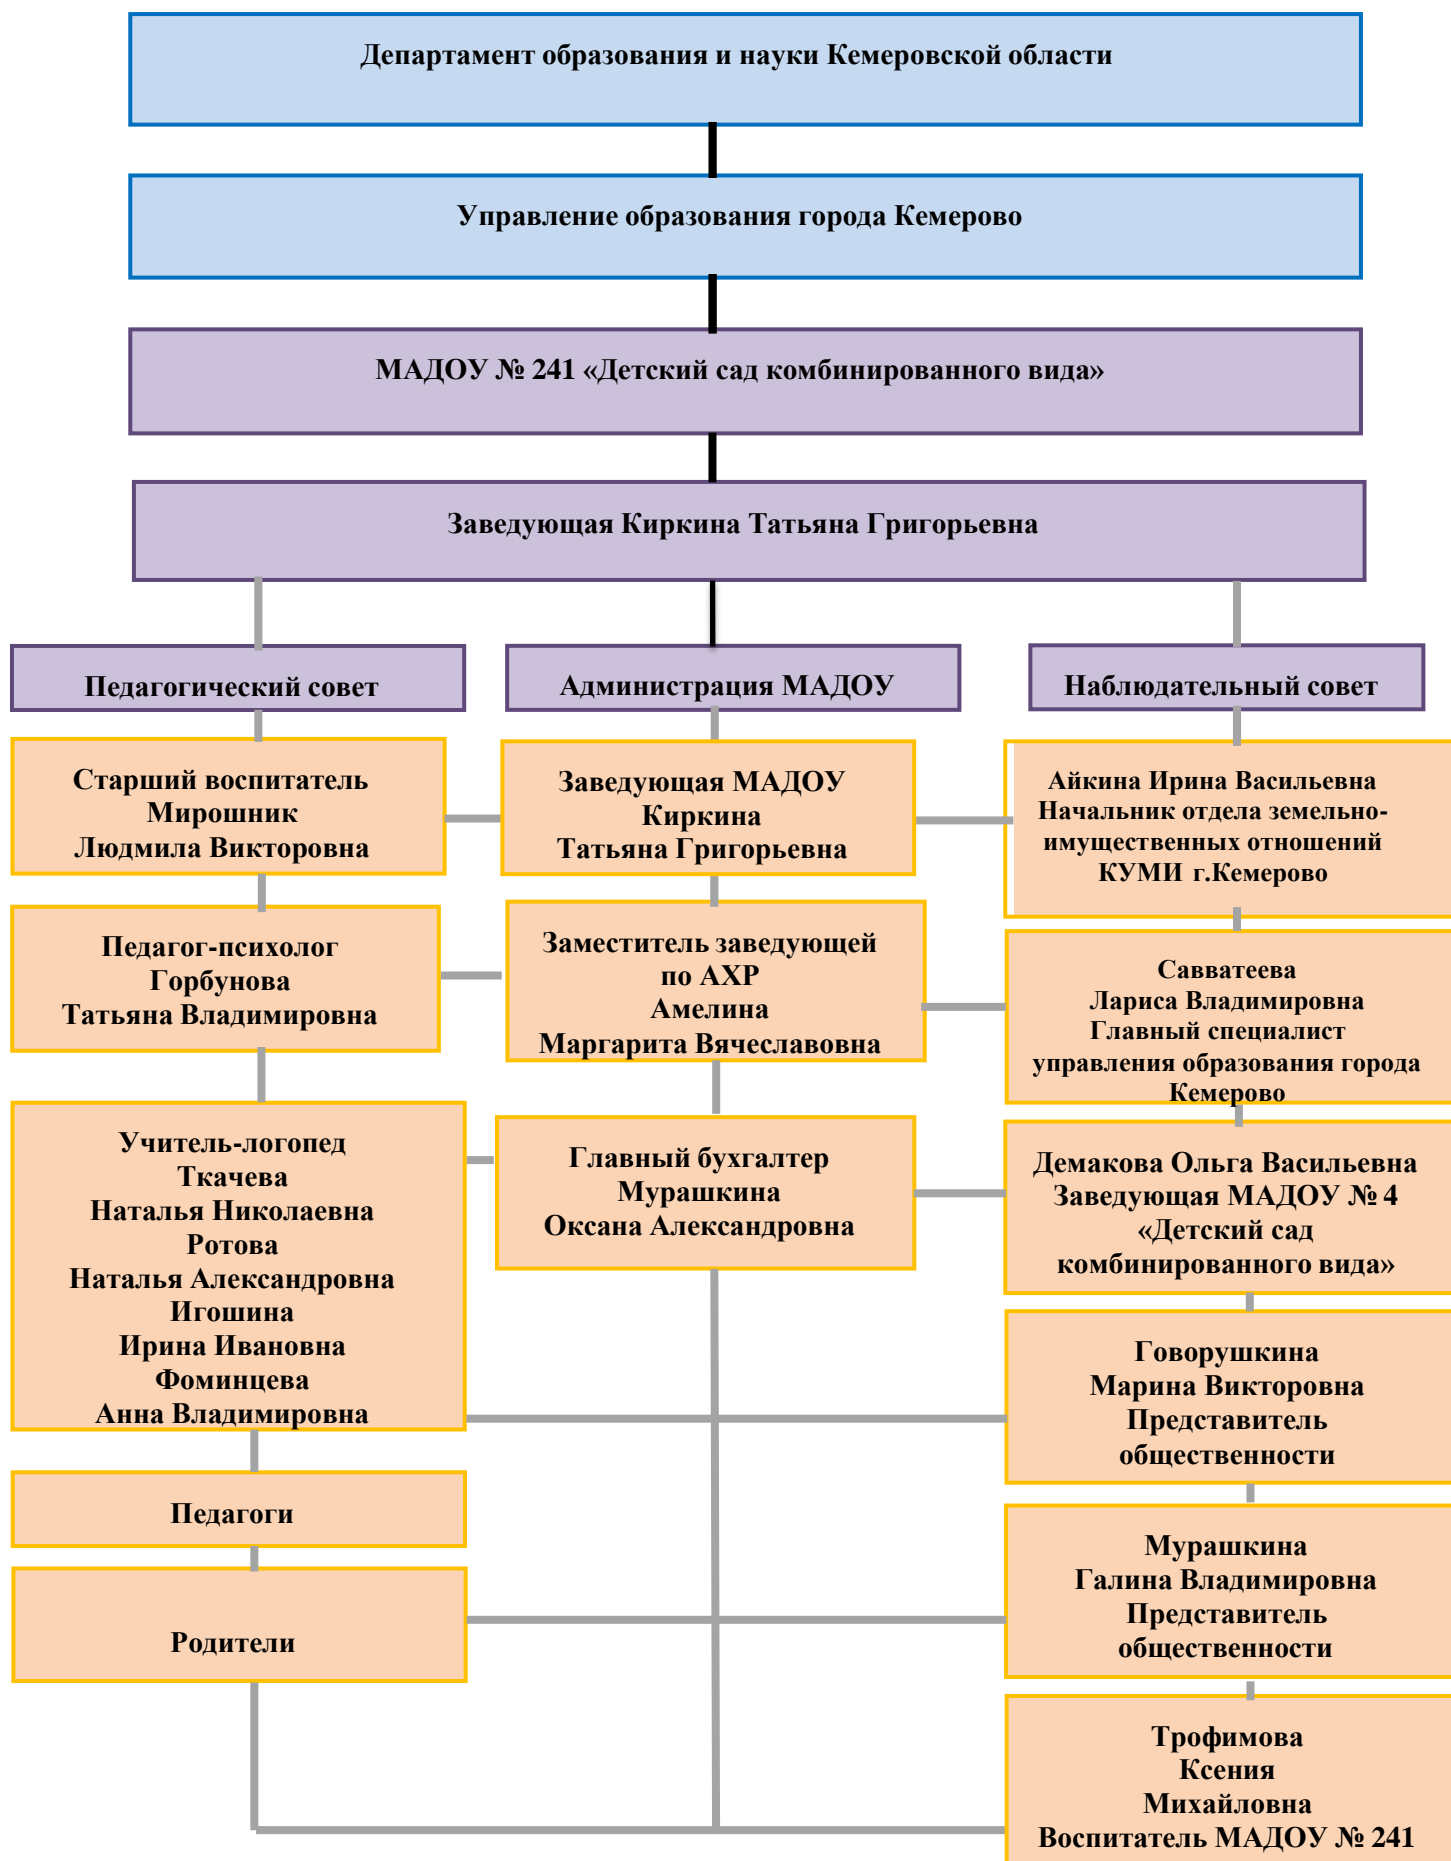 Департамент образования и науки Кемеровской области
Управление образования города Кемерово
МАДОУ № 241 «Детский сад комбинированного вида»
Заведующая Киркина Татьяна Григорьевна
Педагогический совет
Старший воспитатель
Мирошник
Людмила Викторовна
Педагог-психолог
Горбунова
Татьяна Владимировна
Учитель-логопед
Ткачева
Наталья Николаевна
Ротова
Наталья Александровна
Игошина
Ирина Ивановна
Фоминцева
Анна Владимировна
Педагоги
Родители
Администрация МАДОУ
Заведующая МАДОУ
Киркина
Татьяна Григорьевна
Заместитель заведующей
по АХР
Амелина
Маргарита Вячеславовна
Главный бухгалтер
Мурашкина
Оксана Александровна
Наблюдательный совет
Айкина Ирина Васильевна
Начальник отдела земельно-
имущественных отношений
КУМИ г.Кемерово
Савватеева
Лариса Владимировна
Главный специалист
управления образования города
Кемерово
Демакова Ольга Васильевна
Заведующая МАДОУ № 4
«Детский сад
комбинированного вида»
Говорушкина
Марина Викторовна
Представитель
общественности
Мурашкина
Галина Владимировна
Представитель
общественности
Трофимова
Ксения
Михайловна
Воспитатель МАДОУ № 241